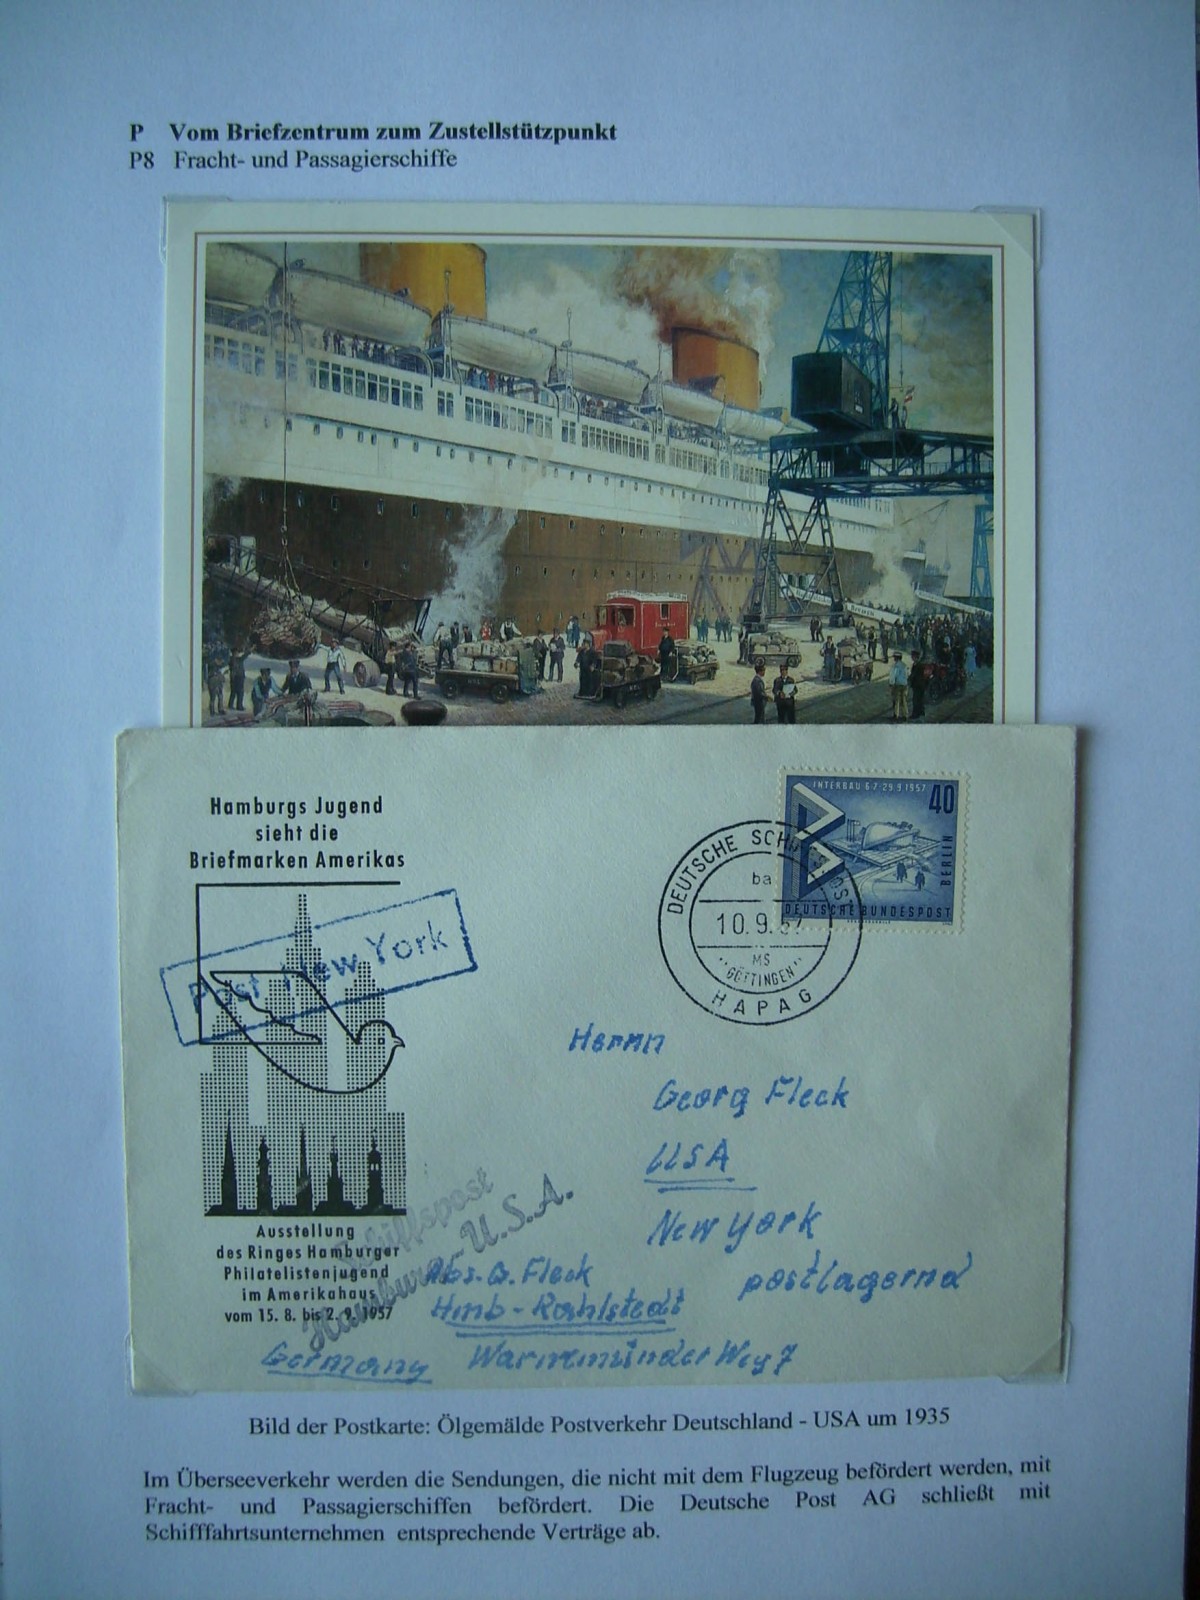 P Vom Briefzentrum zum Zustellstützpunkt
P8 Fracht- und Passagierschiffe
Hamburgs Jugend
sieht die
Briefmarken Amerikas
Post New York
INTERBAU 6.7-29.9.1957
40
BERLIN
DEUTSCHE BUNDESPOST
DEUTSCHE SCHIFFSPOST
ba
10.9.57
MS
"GÖTTINGEN"
HAPAG
Herrn
Georg Fleck
USA
New York
postlagernd
Schiffspost
Hamburg-U.S.A.
Ausstellung
des Ringes Hamburger
Philatelistenjugend
im Amerikahaus
vom 15. 8. bis 2. 9. 1957
Abs. G. Fleck
Hmb-Rahlstedt
Germany Warnemünder Weg 7
Bild der Postkarte: Ölgemälde Postverkehr Deutschland - USA um 1935
Im Überseeverkehr werden die Sendungen, die nicht mit dem Flugzeug befördert werden, mit
Fracht- und Passagierschiffen befördert. Die Deutsche Post AG schließt mit
Schifffahrtsunternehmen entsprechende Verträge ab.